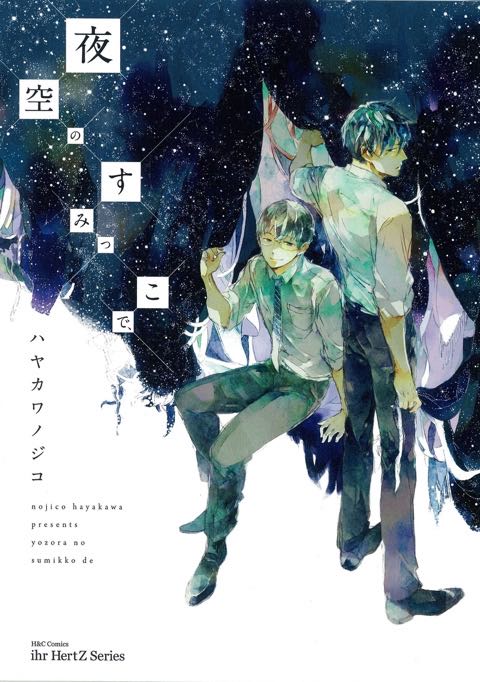 夜空のすみっこで、
ハヤカワノジコ
nojico hayakawa
presents
yozora no
sumikko de
H&C Comics
ihr HertZ Series